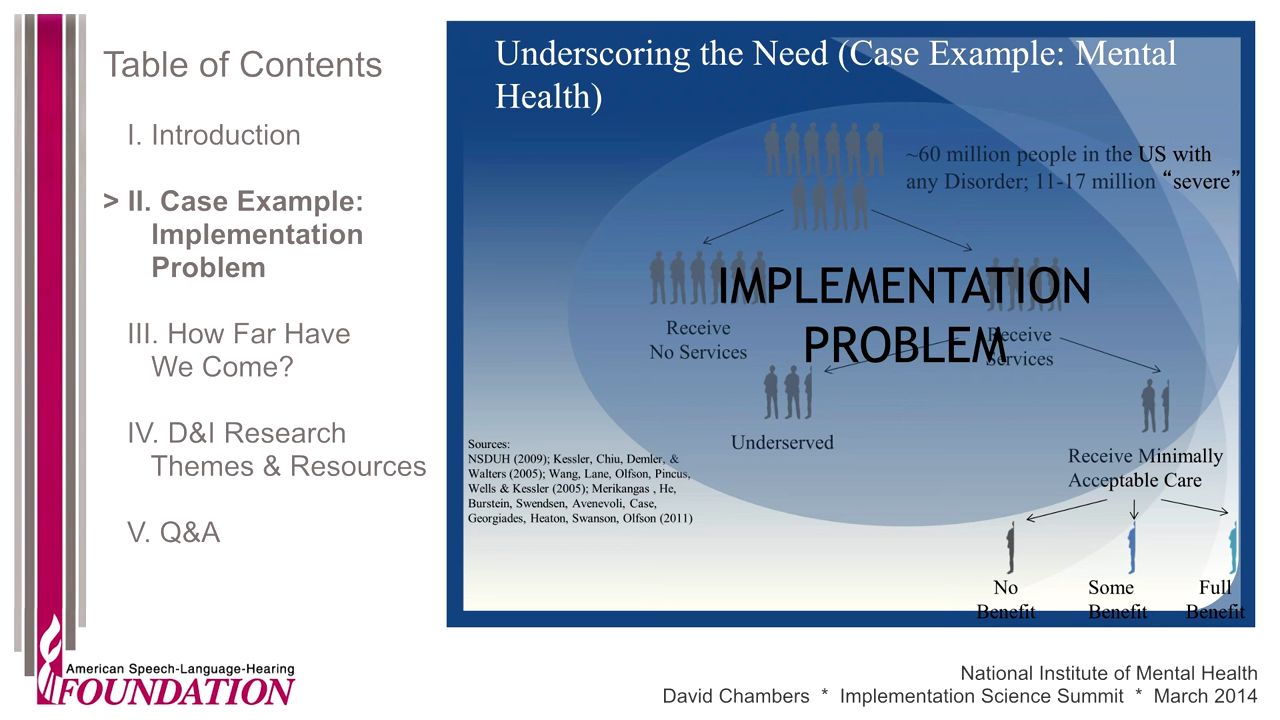 Table of Contents
I. Introduction
> II. Case Example:
Implementation
Problem
III. How Far Have
We Come?
IV. D&I Research
Themes & Resources
V. Q&A
American Speech-Language-Hearing
FOUNDATION
Underscoring the Need (Case Example: Mental
Health)
~60 million people in the US with
any Disorder; 11-17 million “severe”
IMPLEMENTATION
PROBLEM
Receive
No Services
Receive
Services
Underserved
Receive Minimally
Acceptable Care
Sources:
NSDUH (2009); Kessler, Chiu, Demler, &
Walters (2005); Wang, Lane, Olfson, Pincus,
Wells & Kessler (2005); Merikangas , He,
Burstein, Swendsen, Avenevoli, Case,
Georgiades, Heaton, Swanson, Olfson (2011)
No
Benefit
Some
Benefit
Full
Benefit
National Institute of Mental Health
David Chambers * Implementation Science Summit * March 2014